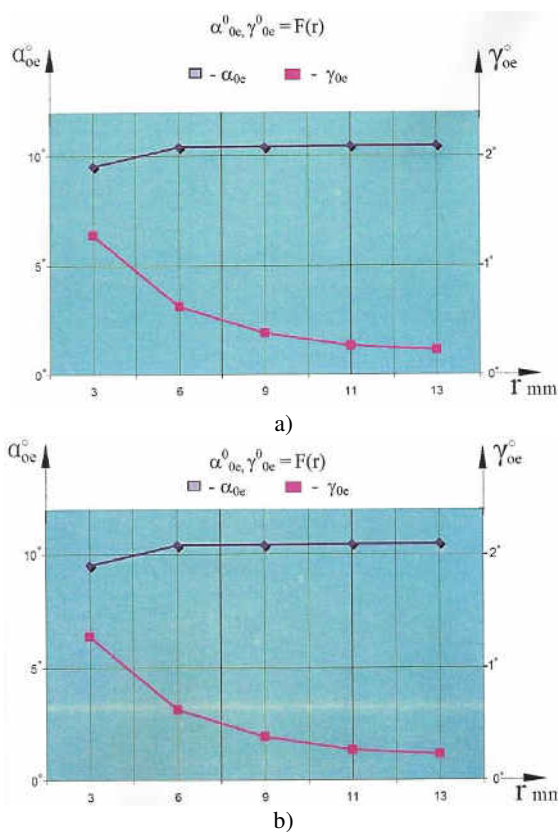 α⁰₀ₑ, γ⁰₀ₑ = F(r)
α°₀ₑ
γ°₀ₑ
- α₀ₑ - γ₀ₑ
10°
2°
5°
1°
0°
0°
3 6 9 11 13
r mm
a)
α°₀ₑ
γ°₀ₑ
α⁰₀ₑ, γ⁰₀ₑ = F(r)
- α₀ₑ - γ₀ₑ
10°
2°
5°
1°
0°
0°
3 6 9 11 13
r mm
b)